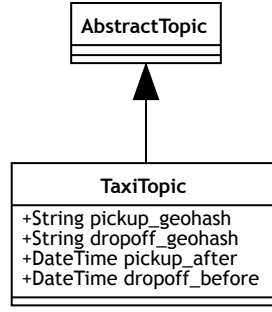 AbstractTopic
TaxiTopic
+String pickup_geohash
+String dropoff_geohash
+DateTime pickup_after
+DateTime dropoff_before